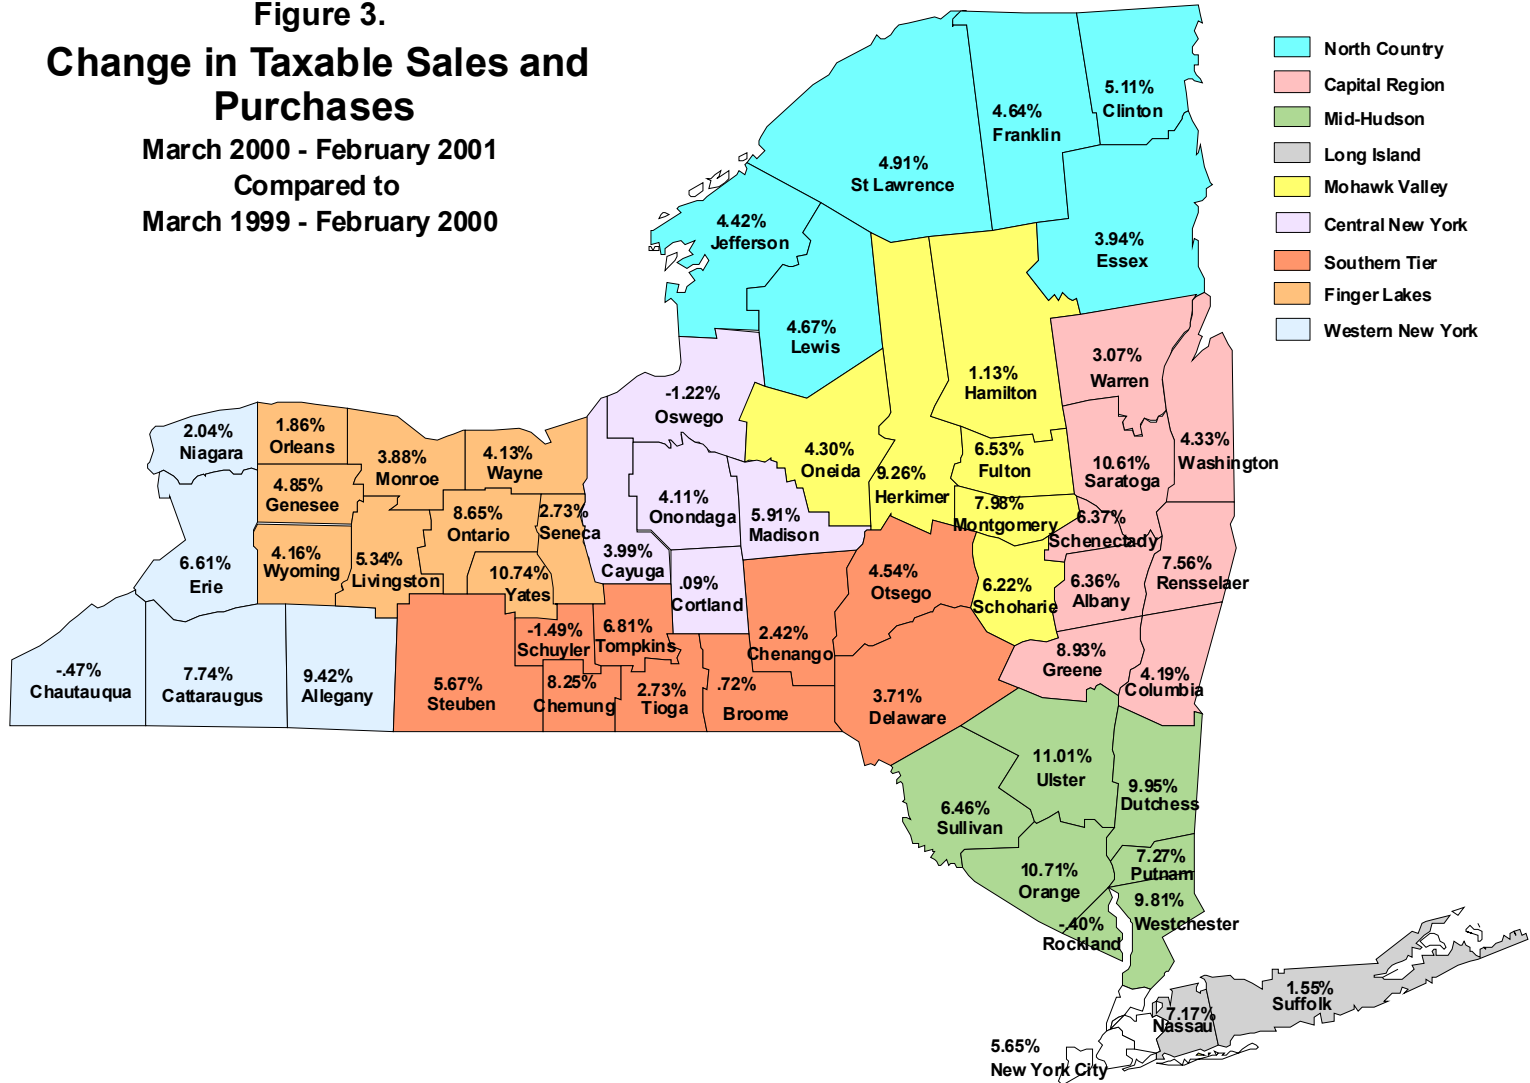 Figure 3.
Change in Taxable Sales and
Purchases
March 2000 - February 2001
Compared to
March 1999 - February 2000
North Country
Capital Region
Mid-Hudson
Long Island
Mohawk Valley
Central New York
Southern Tier
Finger Lakes
Western New York
5.11%
Clinton
4.64%
Franklin
4.91%
St Lawrence
4.42%
Jefferson
3.94%
Essex
4.67%
Lewis
3.07%
Warren
1.13%
Hamilton
-1.22%
Oswego
2.04%
Niagara
1.86%
Orleans
3.88%
Monroe
4.13%
Wayne
4.30%
Oneida
9.26%
Herkimer
6.53%
Fulton
10.61%
Saratoga
4.33%
Washington
4.85%
Genesee
8.65%
Ontario
2.73%
Seneca
4.11%
Onondaga
5.91%
Madison
7.98%
Montgomery
6.37%
Schenectady
6.61%
Erie
4.16%
Wyoming
5.34%
Livingston
10.74%
Yates
3.99%
Cayuga
.09%
Cortland
4.54%
Otsego
6.22%
Schoharie
6.36%
Albany
7.56%
Rensselaer
-.47%
Chautauqua
7.74%
Cattaraugus
9.42%
Allegany
5.67%
Steuben
-1.49%
Schuyler
6.81%
Tompkins
2.42%
Chenango
8.93%
Greene
4.19%
Columbia
8.25%
Chemung
2.73%
Tioga
.72%
Broome
3.71%
Delaware
11.01%
Ulster
9.95%
Dutchess
6.46%
Sullivan
10.71%
Orange
7.27%
Putnam
9.81%
Westchester
-.40%
Rockland
1.55%
Suffolk
7.17%
Nassau
5.65%
New York City